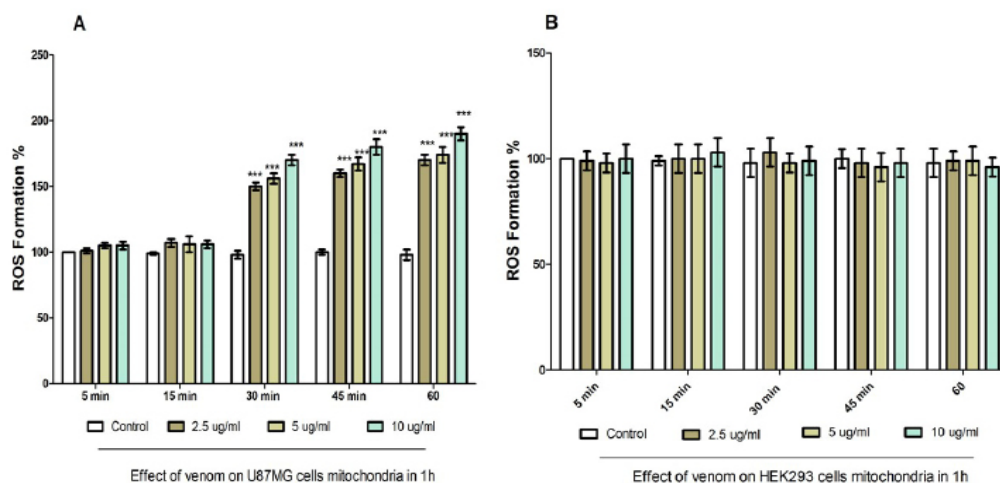 A
ROS Formation %
250
200
150
100
50
0
*** *** ***
*** *** ***
*** *** ***
5 min 15 min 30 min 45 min 60
Control 2.5 ug/ml 5 ug/ml 10 ug/ml
Effect of venom on U87MG cells mitochondria in 1h
B
ROS Formation %
150
100
50
0
5 min 15 min 30 min 45 min 60
Control 2.5 ug/ml 5 ug/ml 10 ug/ml
Effect of venom on HEK293 cells mitochondria in 1h